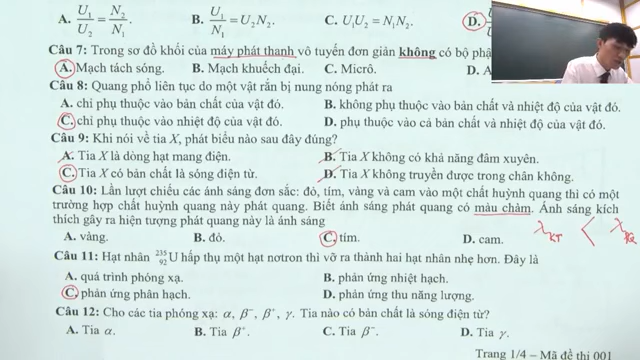 A. U₁/U₂ = N₂/N₁. B. U₁/N₁ = U₂N₂. C. U₁U₂ = N₁N₂. D.
Câu 7: Trong sơ đồ khối của máy phát thanh vô tuyến đơn giản không có bộ
A. Mạch tách sóng. B. Mạch khuếch đại. C. Micrô. D.
Câu 8: Quang phổ liên tục do một vật rắn bị nung nóng phát ra
A. chỉ phụ thuộc vào bản chất của vật đó. B. không phụ thuộc vào bản chất và nhiệt độ của vật đó.
C. chỉ phụ thuộc vào nhiệt độ của vật đó. D. phụ thuộc vào cả bản chất và nhiệt độ của vật đó.
Câu 9: Khi nói về tia X, phát biểu nào sau đây đúng?
A. Tia X là dòng hạt mang điện. B. Tia X không có khả năng đâm xuyên.
C. Tia X có bản chất là sóng điện từ. D. Tia X không truyền được trong chân không.
Câu 10: Lần lượt chiếu các ánh sáng đơn sắc: đỏ, tím, vàng và cam vào một chất huỳnh quang thì có một
trường hợp chất huỳnh quang này phát quang. Biết ánh sáng phát quang có màu chàm. Ánh sáng kích
thích gây ra hiện tượng phát quang này là ánh sáng
A. vàng. B. đỏ. C. tím. D. cam. λKT < λPQ
Câu 11: Hạt nhân ²³⁵₉₂U hấp thụ một hạt nơtron thì vỡ ra thành hai hạt nhân nhẹ hơn. Đây là
A. quá trình phóng xạ. B. phản ứng nhiệt hạch.
C. phản ứng phân hạch. D. phản ứng thu năng lượng.
Câu 12: Cho các tia phóng xạ: α, β⁻, β⁺, γ. Tia nào có bản chất là sóng điện từ?
A. Tia α. B. Tia β⁺. C. Tia β⁻. D. Tia γ.
Trang 1/4 – Mã đề thi 001